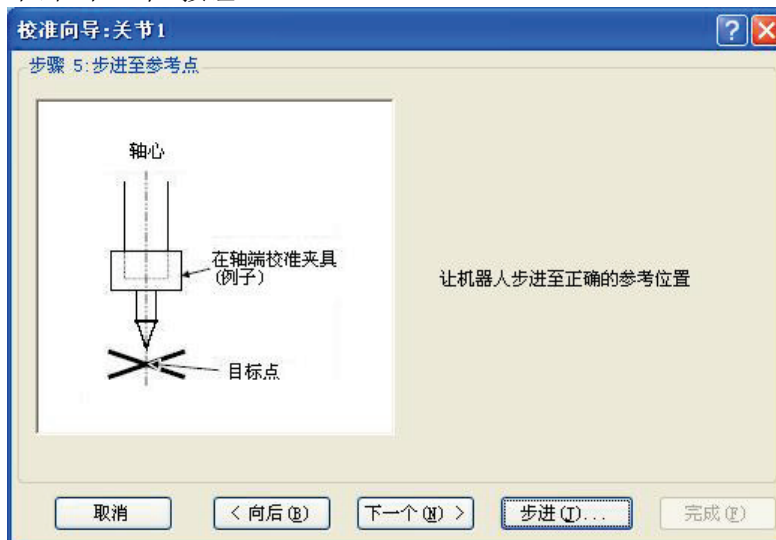 校准向导:关节1
步骤 5:步进至参考点
轴心
在轴端校准夹具
(例子)
让机器人步进至正确的参考位置
目标点
取消
< 向后(B)
下一个(N) >
步进(J)...
完成(F)